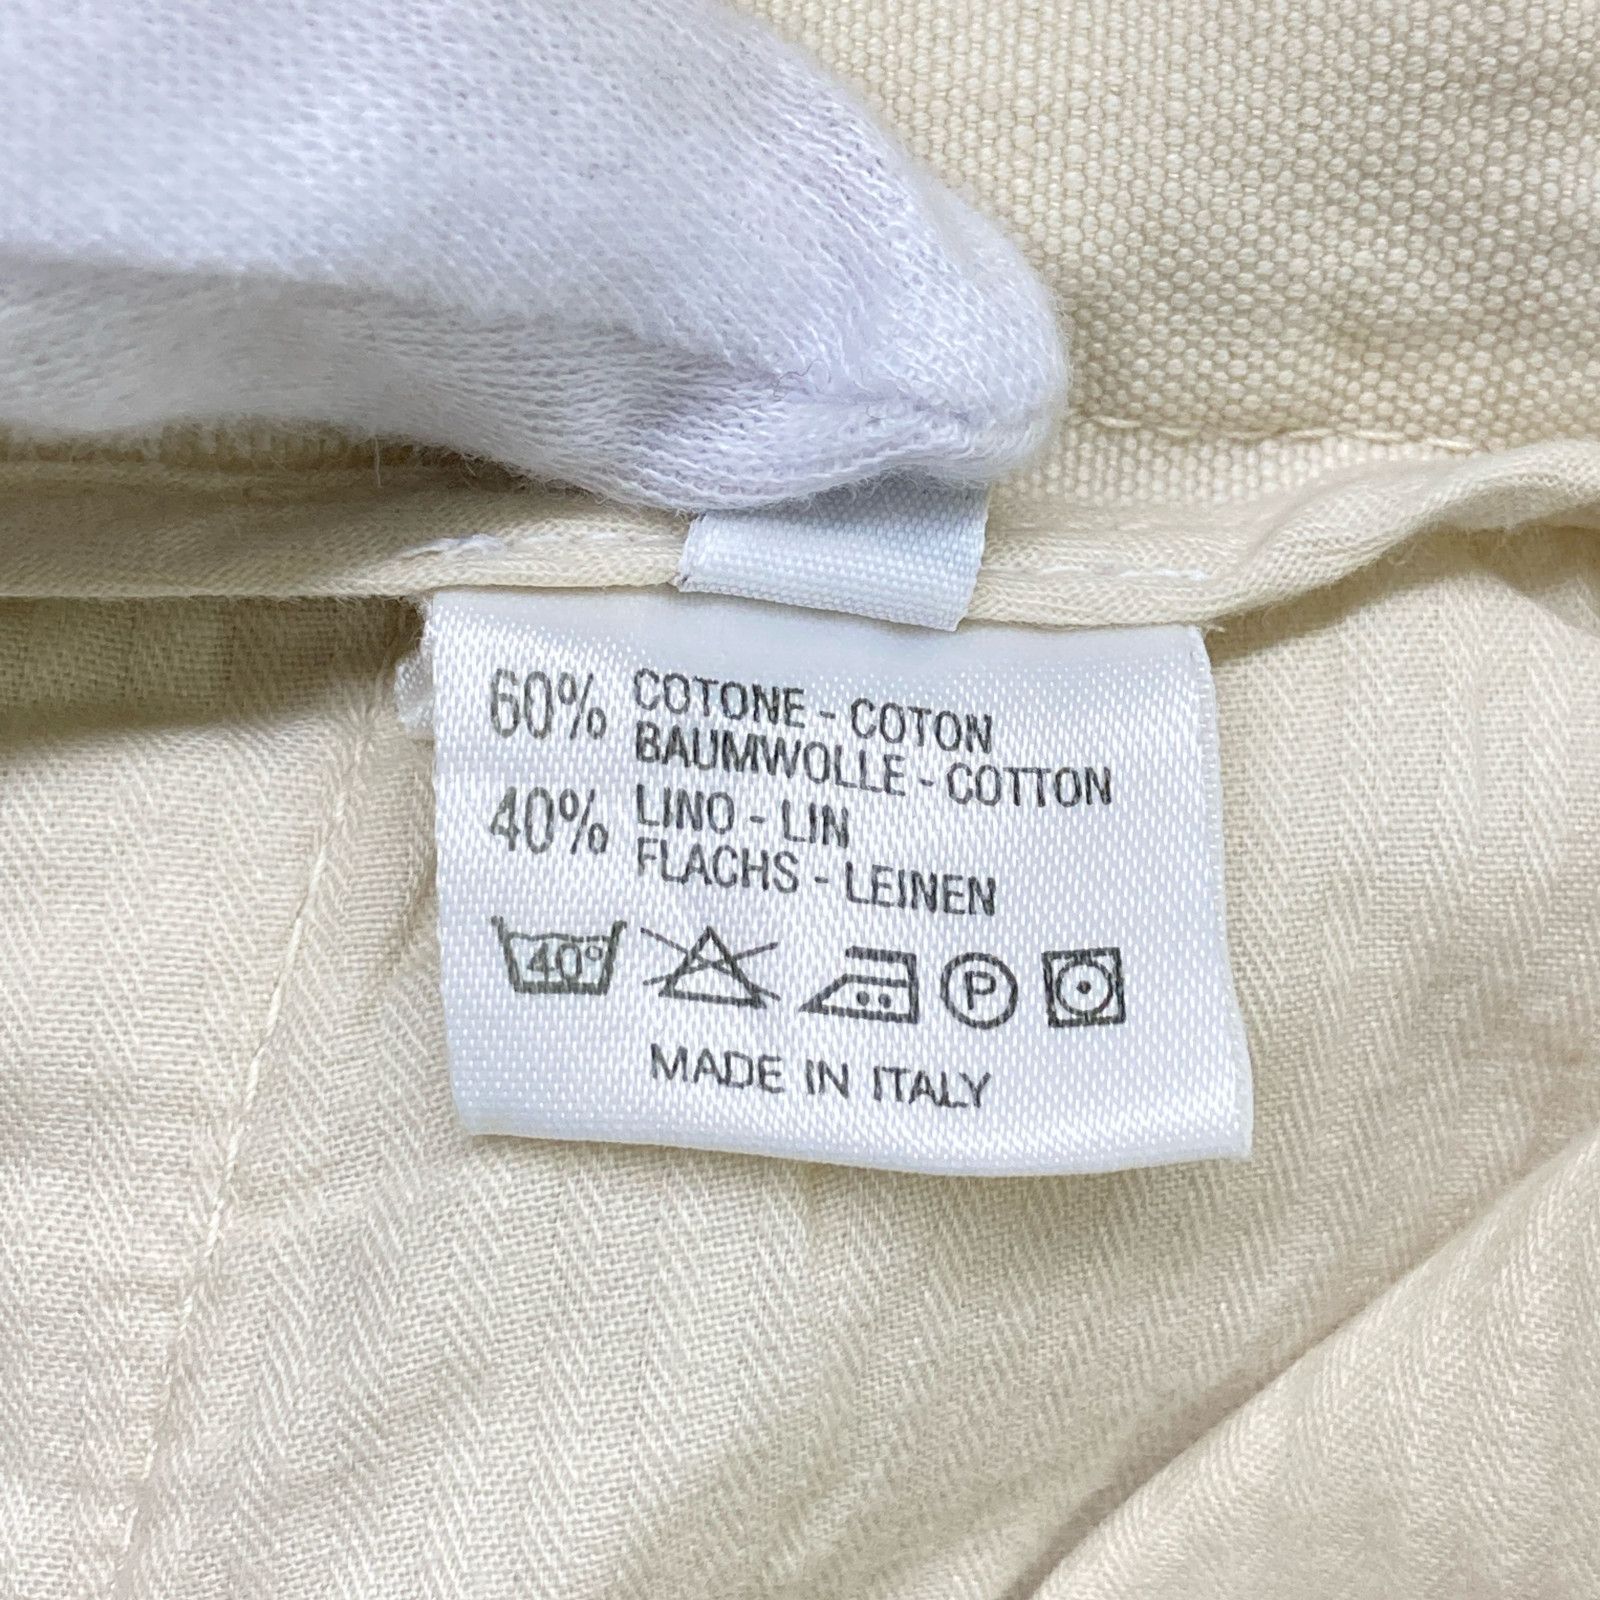 60% COTONE - COTON
BAUMWOLLE - COTTON
40% LINO - LIN
FLACHS - LEINEN
40° P
MADE IN ITALY